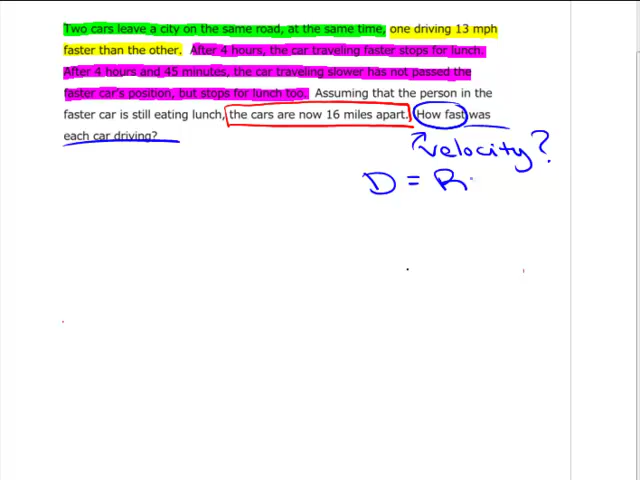 Two cars leave a city on the same road, at the same time, one driving 13 mph
faster than the other. After 4 hours, the car traveling faster stops for lunch.
After 4 hours and 45 minutes, the car traveling slower has not passed the
faster car's position, but stops for lunch too. Assuming that the person in the
faster car is still eating lunch, the cars are now 16 miles apart. How fast was
each car driving?
velocity?
D = R